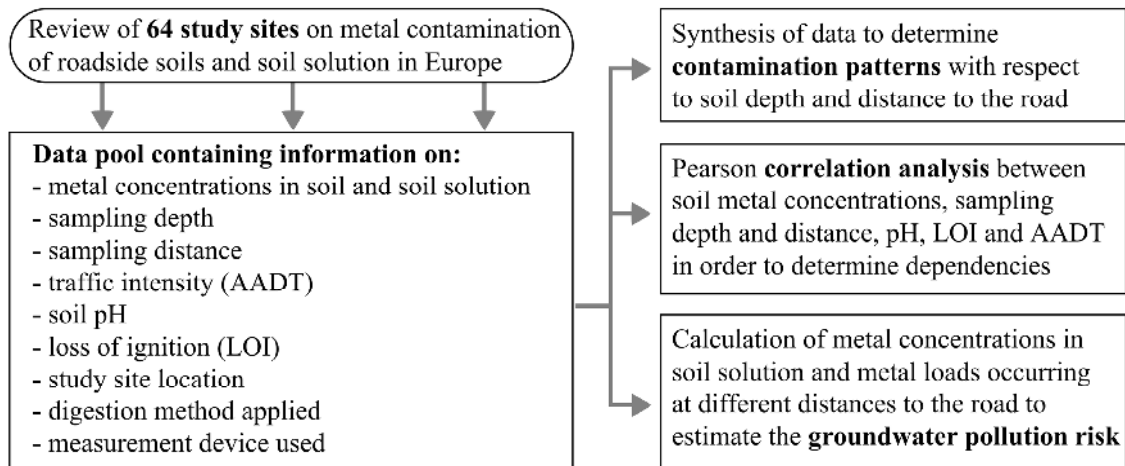 Review of 64 study sites on metal contamination
of roadside soils and soil solution in Europe
Data pool containing information on:
- metal concentrations in soil and soil solution
- sampling depth
- sampling distance
- traffic intensity (AADT)
- soil pH
- loss of ignition (LOI)
- study site location
- digestion method applied
- measurement device used
Synthesis of data to determine
contamination patterns with respect
to soil depth and distance to the road
Pearson correlation analysis between
soil metal concentrations, sampling
depth and distance, pH, LOI and AADT
in order to determine dependencies
Calculation of metal concentrations in
soil solution and metal loads occurring
at different distances to the road to
estimate the groundwater pollution risk